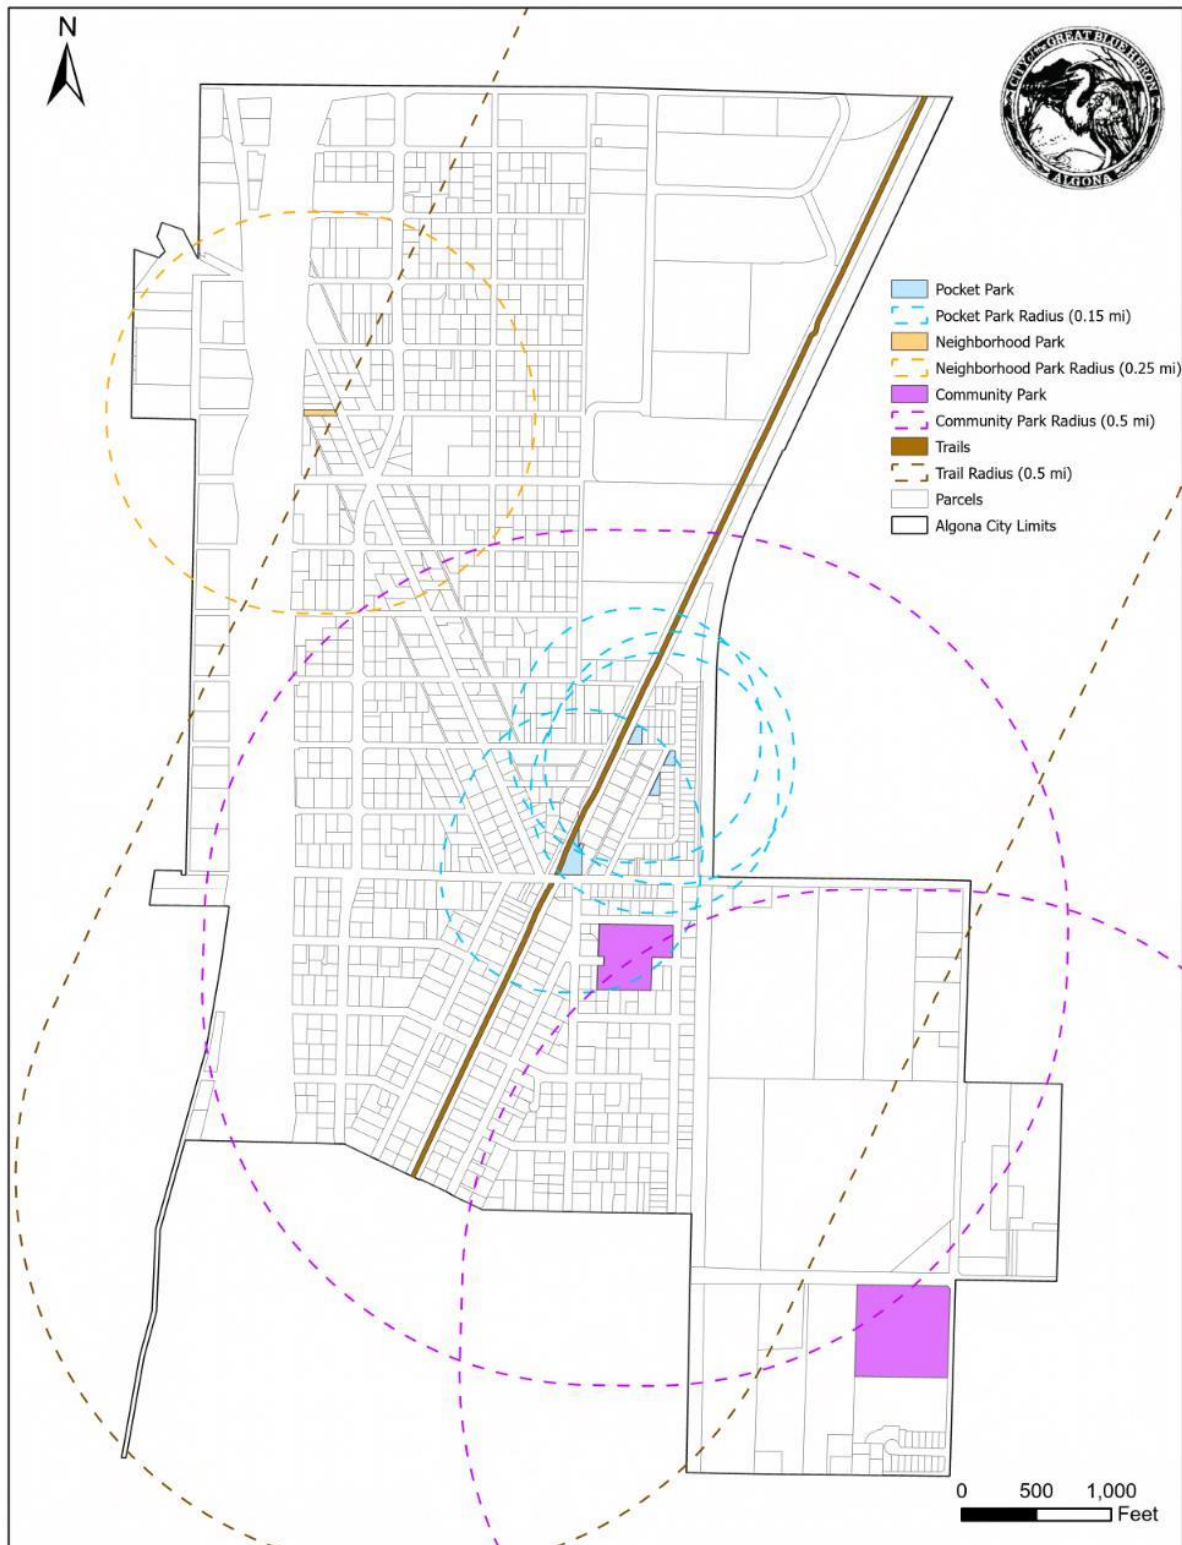 N
CITY of the GREAT BLUE HERON
ALGONA
Pocket Park
Pocket Park Radius (0.15 mi)
Neighborhood Park
Neighborhood Park Radius (0.25 mi)
Community Park
Community Park Radius (0.5 mi)
Trails
Trail Radius (0.5 mi)
Parcels
Algona City Limits
0 500 1,000
Feet